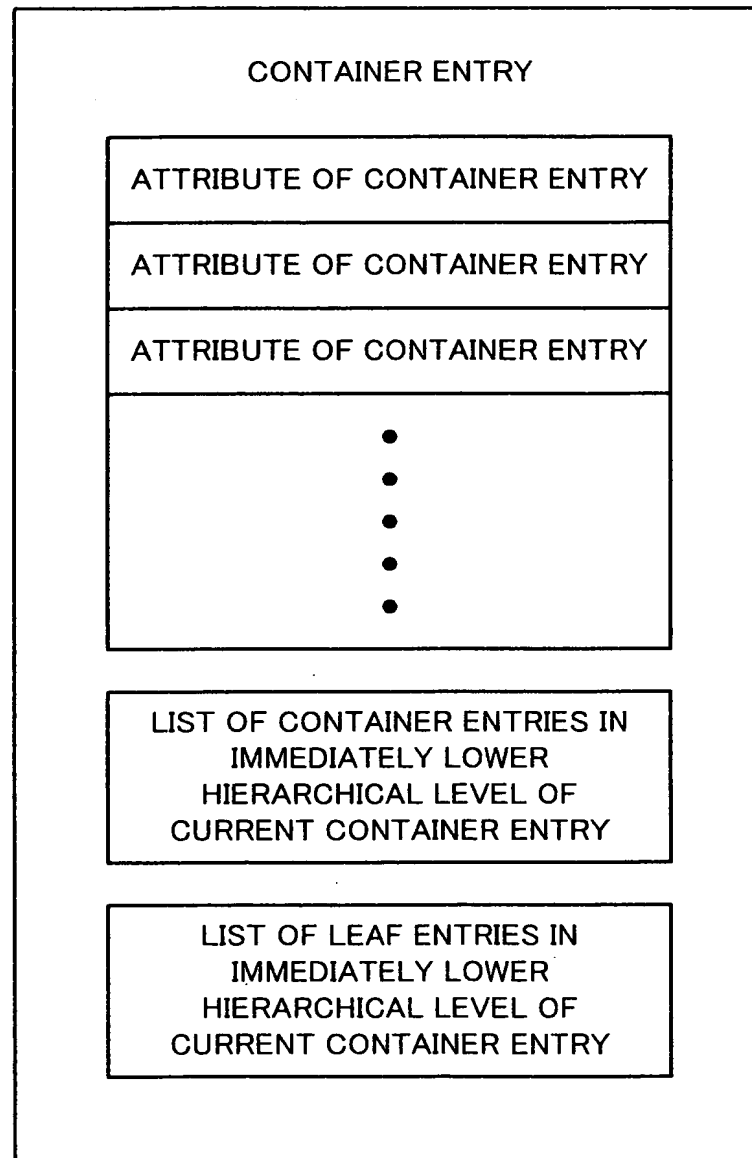 CONTAINER ENTRY
ATTRIBUTE OF CONTAINER ENTRY
ATTRIBUTE OF CONTAINER ENTRY
ATTRIBUTE OF CONTAINER ENTRY
LIST OF CONTAINER ENTRIES IN
IMMEDIATELY LOWER
HIERARCHICAL LEVEL OF
CURRENT CONTAINER ENTRY
LIST OF LEAF ENTRIES IN
IMMEDIATELY LOWER
HIERARCHICAL LEVEL OF
CURRENT CONTAINER ENTRY